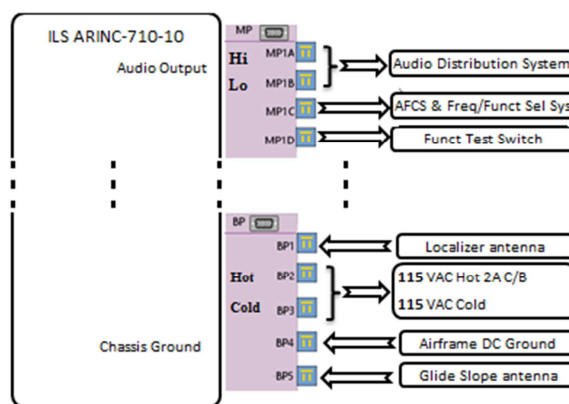 ILS ARINC-710-10
MP
Audio Output
Hi
Lo
MP1A
MP1B
MP1C
MP1D
Audio Distribution System
AFCS & Freq/Funct Sel Sys
Funct Test Switch
BP
Hot
Cold
Chassis Ground
BP1
BP2
BP3
BP4
BP5
Localizer antenna
115 VAC Hot 2A C/B
115 VAC Cold
Airframe DC Ground
Glide Slope antenna